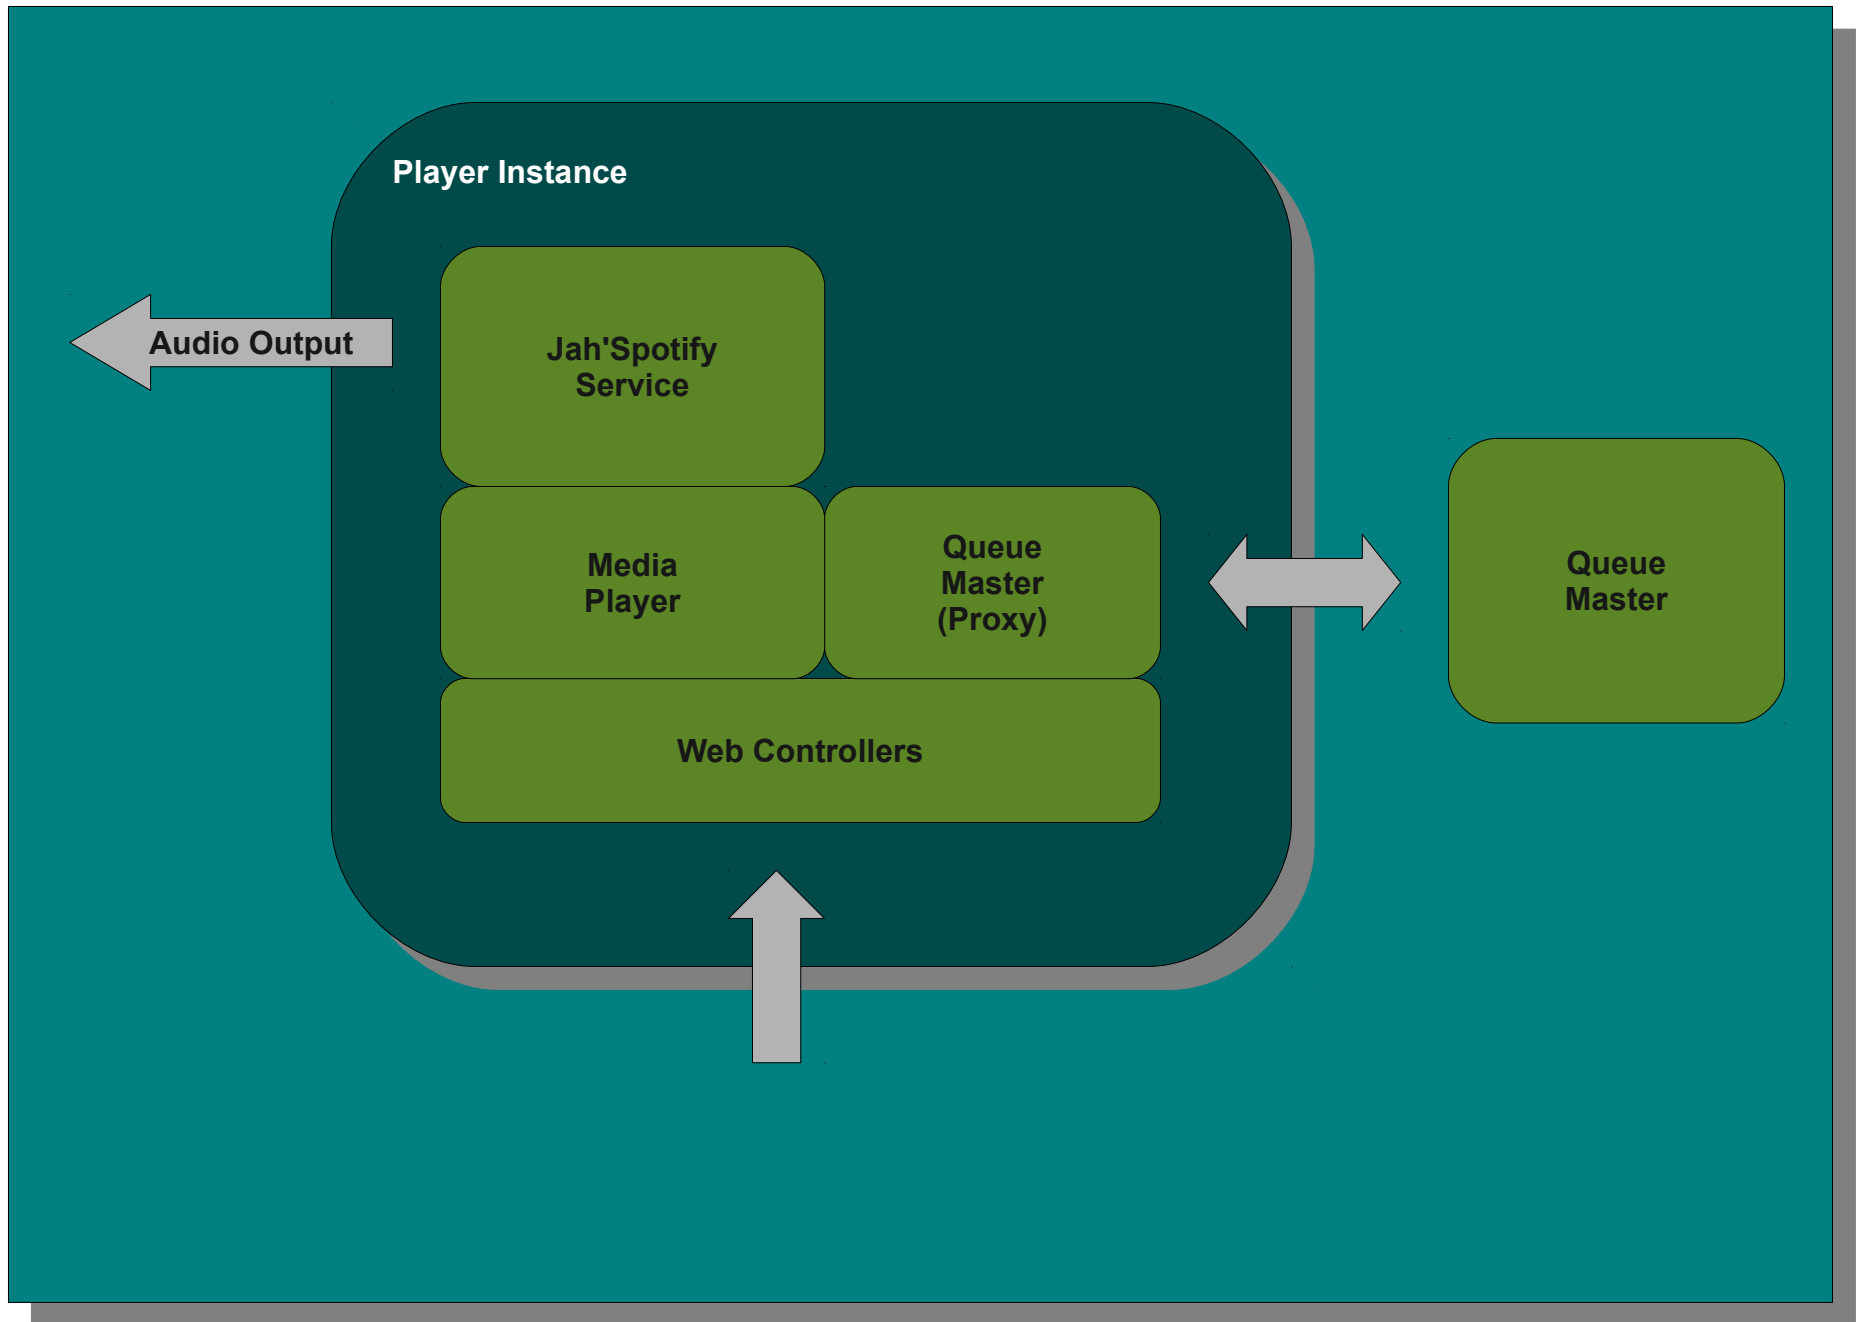 Player Instance
Audio Output
Jah'Spotify
Service
Media
Player
Queue
Master
(Proxy)
Queue
Master
Web Controllers